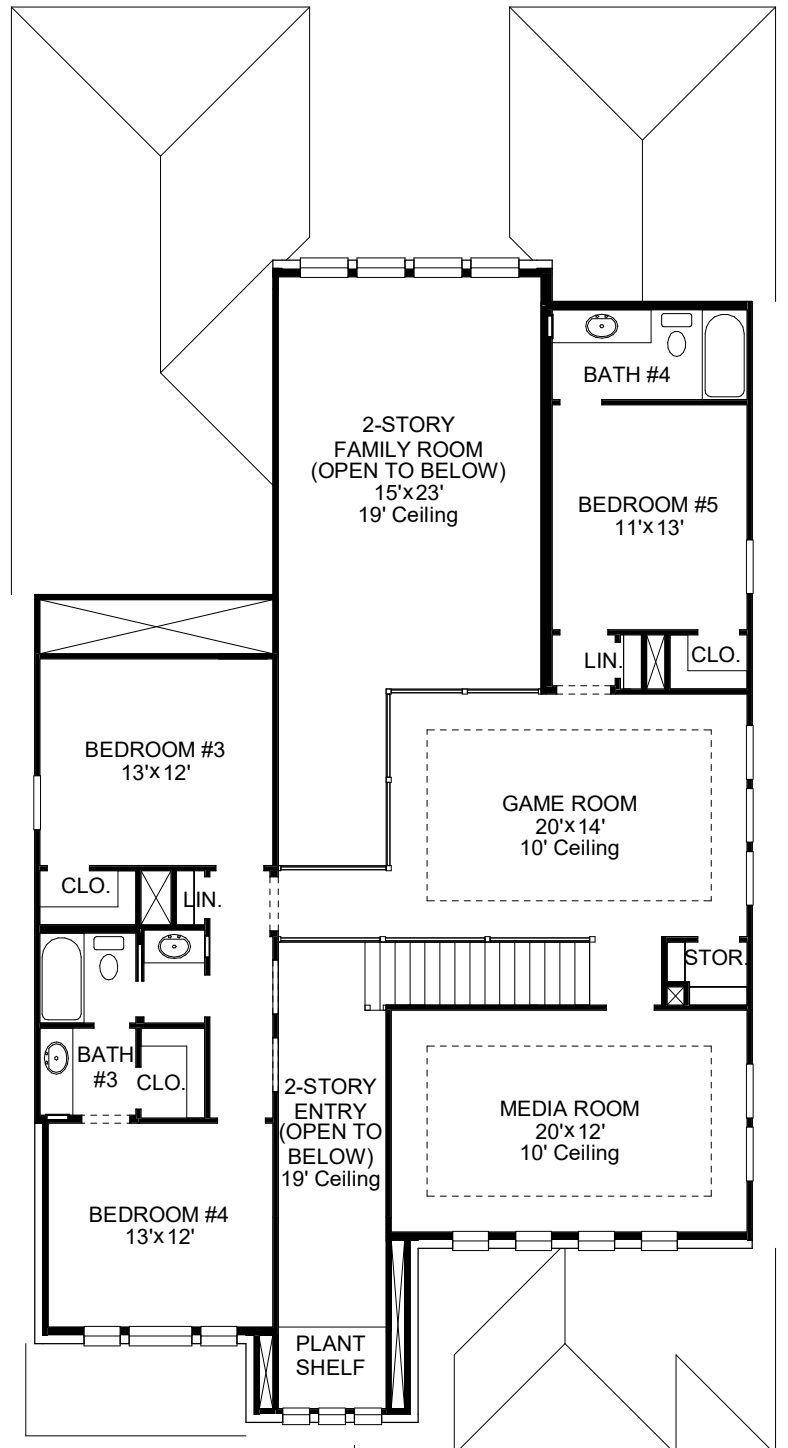 BATH #4
2-STORY
FAMILY ROOM
(OPEN TO BELOW)
15'x23'
19' Ceiling
BEDROOM #5
11'x13'
LIN.
CLO.
BEDROOM #3
13'x12'
GAME ROOM
20'x14'
10' Ceiling
CLO.
LIN.
STOR.
BATH
#3
CLO.
2-STORY
ENTRY
(OPEN TO
BELOW)
19' Ceiling
MEDIA ROOM
20'x12'
10' Ceiling
BEDROOM #4
13'x12'
PLANT
SHELF